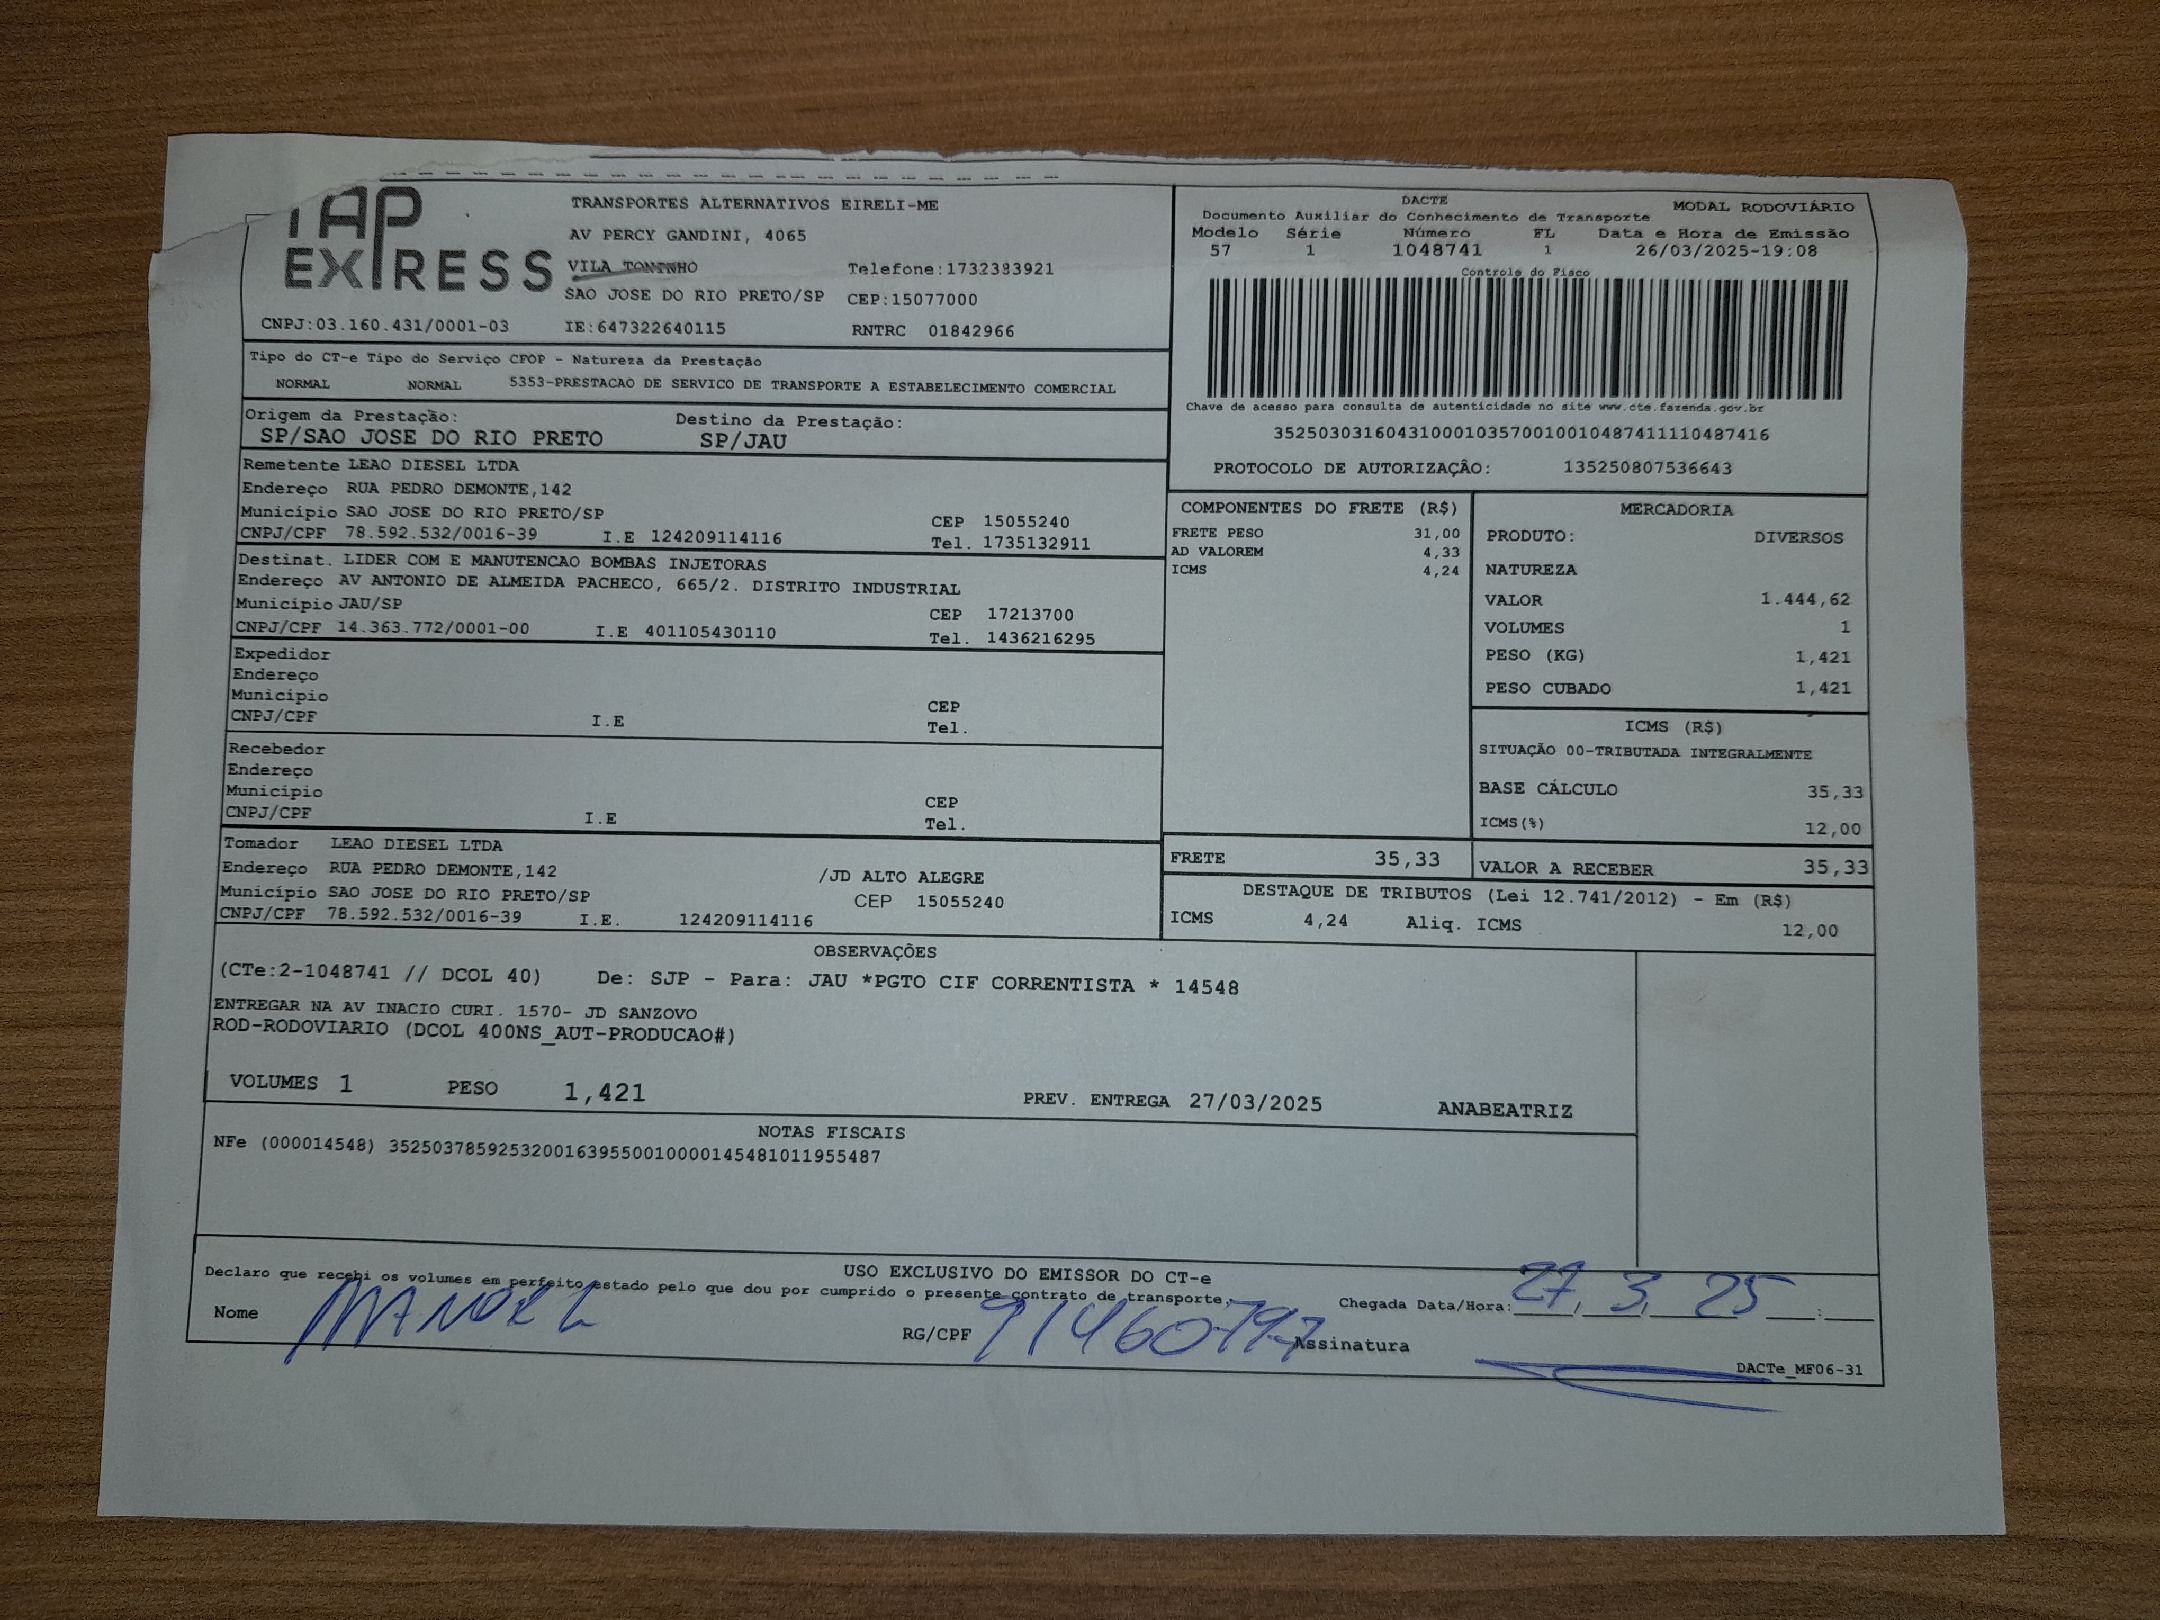 TAP
EXPRESS
TRANSPORTES ALTERNATIVOS EIRELI-ME
AV PERCY GANDINI, 4065
VILA TONINHO Telefone:1732393921
SAO JOSE DO RIO PRETO/SP CEP:15077000
CNPJ:03.160.431/0001-03 IE:647322640115 RNTRC 01842966
DACTE MODAL RODOVIÁRIO
Documento Auxiliar do Conhecimento de Transporte
Modelo Série Número FL Data e Hora de Emissão
57 1 1048741 1 26/03/2025-19:08
Controle do Fisco
Chave de acesso para consulta de autenticidade no site www.cte.fazenda.gov.br
35250303160431000103570010010487411110487416
PROTOCOLO DE AUTORIZAÇÂO: 135250807536643
Tipo do CT-e Tipo do Serviço CFOP - Natureza da Prestação
NORMAL NORMAL 5353-PRESTACAO DE SERVICO DE TRANSPORTE A ESTABELECIMENTO COMERCIAL
Origem da Prestação: Destino da Prestação:
SP/SAO JOSE DO RIO PRETO SP/JAU
Remetente LEAO DIESEL LTDA
Endereço RUA PEDRO DEMONTE,142
Município SAO JOSE DO RIO PRETO/SP CEP 15055240
CNPJ/CPF 78.592.532/0016-39 I.E 124209114116 Tel. 1735132911
Destinat. LIDER COM E MANUTENCAO BOMBAS INJETORAS
Endereço AV ANTONIO DE ALMEIDA PACHECO, 665/2. DISTRITO INDUSTRIAL
Município JAU/SP CEP 17213700
CNPJ/CPF 14.363.772/0001-00 I.E 401105430110 Tel. 1436216295
Expedidor
Endereço
Município CEP
CNPJ/CPF I.E Tel.
Recebedor
Endereço
Município CEP
CNPJ/CPF I.E Tel.
Tomador LEAO DIESEL LTDA
Endereço RUA PEDRO DEMONTE,142 /JD ALTO ALEGRE
Município SAO JOSE DO RIO PRETO/SP CEP 15055240
CNPJ/CPF 78.592.532/0016-39 I.E. 124209114116
COMPONENTES DO FRETE (R$)
FRETE PESO 31,00
AD VALOREM 4,33
ICMS 4,24
MERCADORIA
PRODUTO: DIVERSOS
NATUREZA
VALOR 1.444,62
VOLUMES 1
PESO (KG) 1,421
PESO CUBADO 1,421
ICMS (R$)
SITUAÇÃO 00-TRIBUTADA INTEGRALMENTE
BASE CÁLCULO 35,33
ICMS(%) 12,00
FRETE 35,33 VALOR A RECEBER 35,33
DESTAQUE DE TRIBUTOS (Lei 12.741/2012) - Em (R$)
ICMS 4,24 Aliq. ICMS 12,00
OBSERVAÇÕES
(CTe:2-1048741 // DCOL 40) De: SJP - Para: JAU *PGTO CIF CORRENTISTA * 14548
ENTREGAR NA AV INACIO CURI. 1570- JD SANZOVO
ROD-RODOVIARIO (DCOL 400NS_AUT-PRODUCAO#)
VOLUMES 1 PESO 1,421 PREV. ENTREGA 27/03/2025 ANABEATRIZ
NOTAS FISCAIS
NFe (000014548) 35250378592532001639550010000145481011955487
USO EXCLUSIVO DO EMISSOR DO CT-e
Declaro que recebi os volumes em perfeito estado pelo que dou por cumprido o presente contrato de transporte.
Chegada Data/Hora: 27. 3. 25 :
Nome MANOEL RG/CPF Assinatura
DACTe_MF06-31